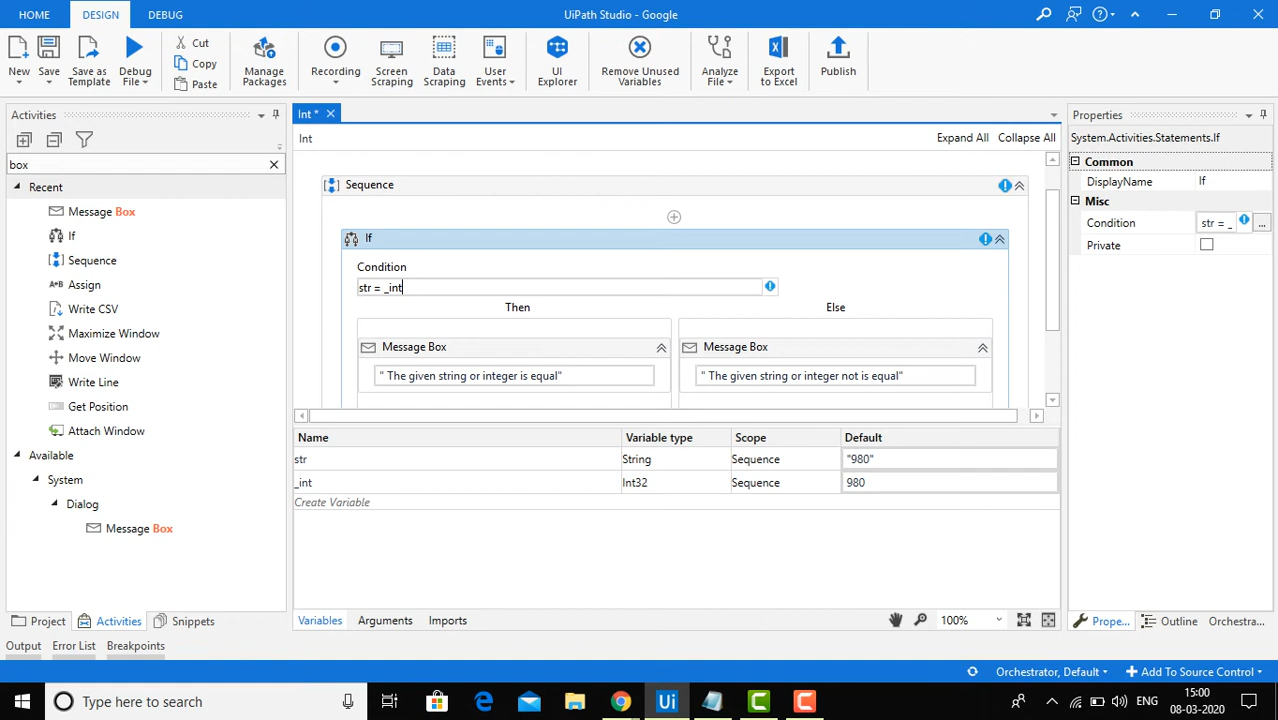 HOME DESIGN DEBUG UiPath Studio - Google
New Save Save as Template Debug File Cut Copy Paste Manage Packages Recording Screen Scraping Data Scraping User Events UI Explorer Remove Unused Variables Analyze File Export to Excel Publish
Activities
box
Recent
Message Box
If
Sequence
Assign
Write CSV
Maximize Window
Move Window
Write Line
Get Position
Attach Window
Available
System
Dialog
Message Box
Project Activities Snippets
Int *
Int Expand All Collapse All
Sequence
If
Condition
str = _int
Then Else
Message Box Message Box
" The given string or integer is equal" " The given string or integer not is equal"
Name Variable type Scope Default
str String Sequence "980"
_int Int32 Sequence 980
Create Variable
Variables Arguments Imports 100%
Properties
System.Activities.Statements.If
Common
DisplayName If
Misc
Condition str = _ ...
Private
Prope... Outline Orchestra...
Output Error List Breakpoints
Orchestrator, Default Add To Source Control
Type here to search Ui ENG 15:00
08-03-2020